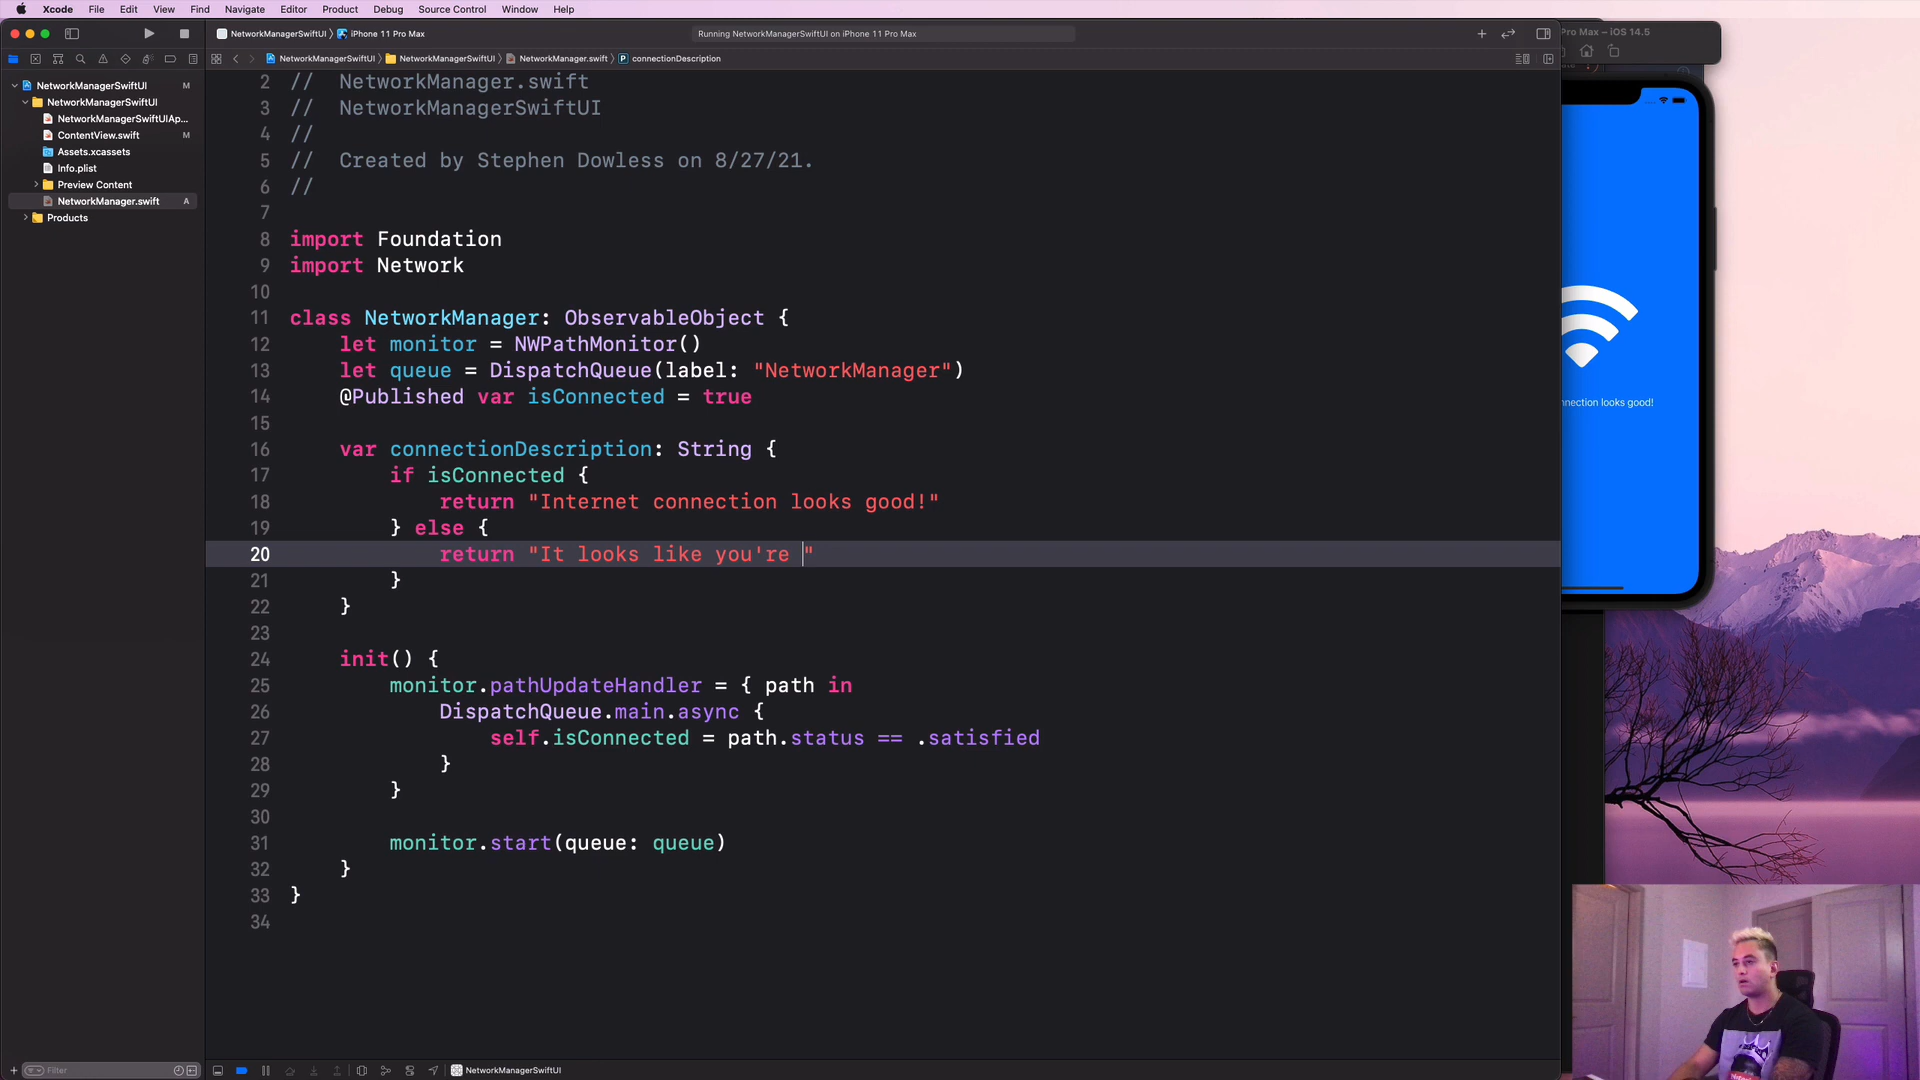 Xcode File Edit View Find Navigate Editor Product Debug Source Control Window Help
NetworkManagerSwiftUI iPhone 11 Pro Max
Running NetworkManagerSwiftUI on iPhone 11 Pro Max
Pro Max – iOS 14.5
NetworkManagerSwiftUI NetworkManagerSwiftUI NetworkManager.swift P connectionDescription
NetworkManagerSwiftUI M
NetworkManagerSwiftUI
NetworkManagerSwiftUIAp...
ContentView.swift M
Assets.xcassets
Info.plist
Preview Content
NetworkManager.swift A
Products
2 // NetworkManager.swift
3 // NetworkManagerSwiftUI
4 //
5 // Created by Stephen Dowless on 8/27/21.
6 //
7
8 import Foundation
9 import Network
10
11 class NetworkManager: ObservableObject {
12 let monitor = NWPathMonitor()
13 let queue = DispatchQueue(label: "NetworkManager")
14 @Published var isConnected = true
15
16 var connectionDescription: String {
17 if isConnected {
18 return "Internet connection looks good!"
19 } else {
20 return "It looks like you're "
21 }
22 }
23
24 init() {
25 monitor.pathUpdateHandler = { path in
26 DispatchQueue.main.async {
27 self.isConnected = path.status == .satisfied
28 }
29 }
30
31 monitor.start(queue: queue)
32 }
33 }
34
nection looks good!
Filter
NetworkManagerSwiftUI